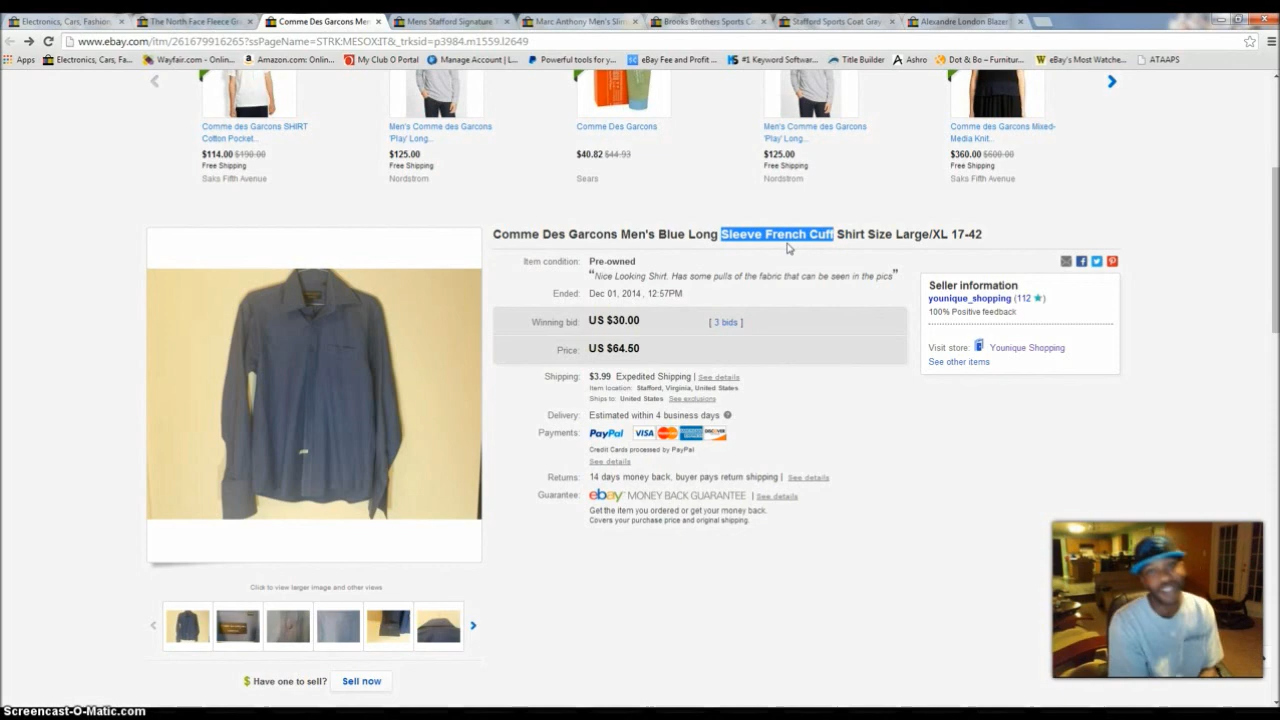 Electronics, Cars, Fashion,
The North Face Fleece Gre
Comme Des Garcons Men
Mens Stafford Signature T
Marc Anthony Men's Slim
Brooks Brothers Sports Co
Stafford Sports Coat Gray
Alexandre London Blazer
www.ebay.com/itm/261679916265?ssPageName=STRK:MESOX:IT&_trksid=p3984.m1559.l2649
Apps Electronics, Cars, Fa... Wayfair.com - Onlin... Amazon.com: Online... My Club O Portal Manage Account | L... Powerful tools for y... eBay Fee and Profit ... #1 Keyword Softwar... Title Builder Ashro Dot & Bo – Furnitur... eBay's Most Watche... ATAAPS
Comme des Garcons SHIRT Cotton Pocket...
$114.00 $190.00
Free Shipping
Saks Fifth Avenue
Men's Comme des Garcons 'Play' Long...
$125.00
Free Shipping
Nordstrom
Comme Des Garcons
$40.82 $44.93
Sears
Men's Comme des Garcons 'Play' Long...
$125.00
Free Shipping
Nordstrom
Comme des Garcons Mixed-Media Knit...
$360.00 $600.00
Free Shipping
Saks Fifth Avenue
Comme Des Garcons Men's Blue Long Sleeve French Cuff Shirt Size Large/XL 17-42
Item condition: Pre-owned
“Nice Looking Shirt. Has some pulls of the fabric that can be seen in the pics”
Ended: Dec 01, 2014 , 12:57PM
Winning bid: US $30.00 [ 3 bids ]
Price: US $64.50
Shipping: $3.99 Expedited Shipping | See details
Item location: Stafford, Virginia, United States
Ships to: United States See exclusions
Delivery: Estimated within 4 business days
Payments: PayPal VISA MasterCard AMERICAN EXPRESS DISCOVER
Credit Cards processed by PayPal
See details
Returns: 14 days money back, buyer pays return shipping | See details
Guarantee: ebay MONEY BACK GUARANTEE | See details
Get the item you ordered or get your money back.
Covers your purchase price and original shipping.
Seller information
younique_shopping (112 )
100% Positive feedback
Visit store: Younique Shopping
See other items
Click to view larger image and other views
$ Have one to sell? Sell now
Screencast-O-Matic.com